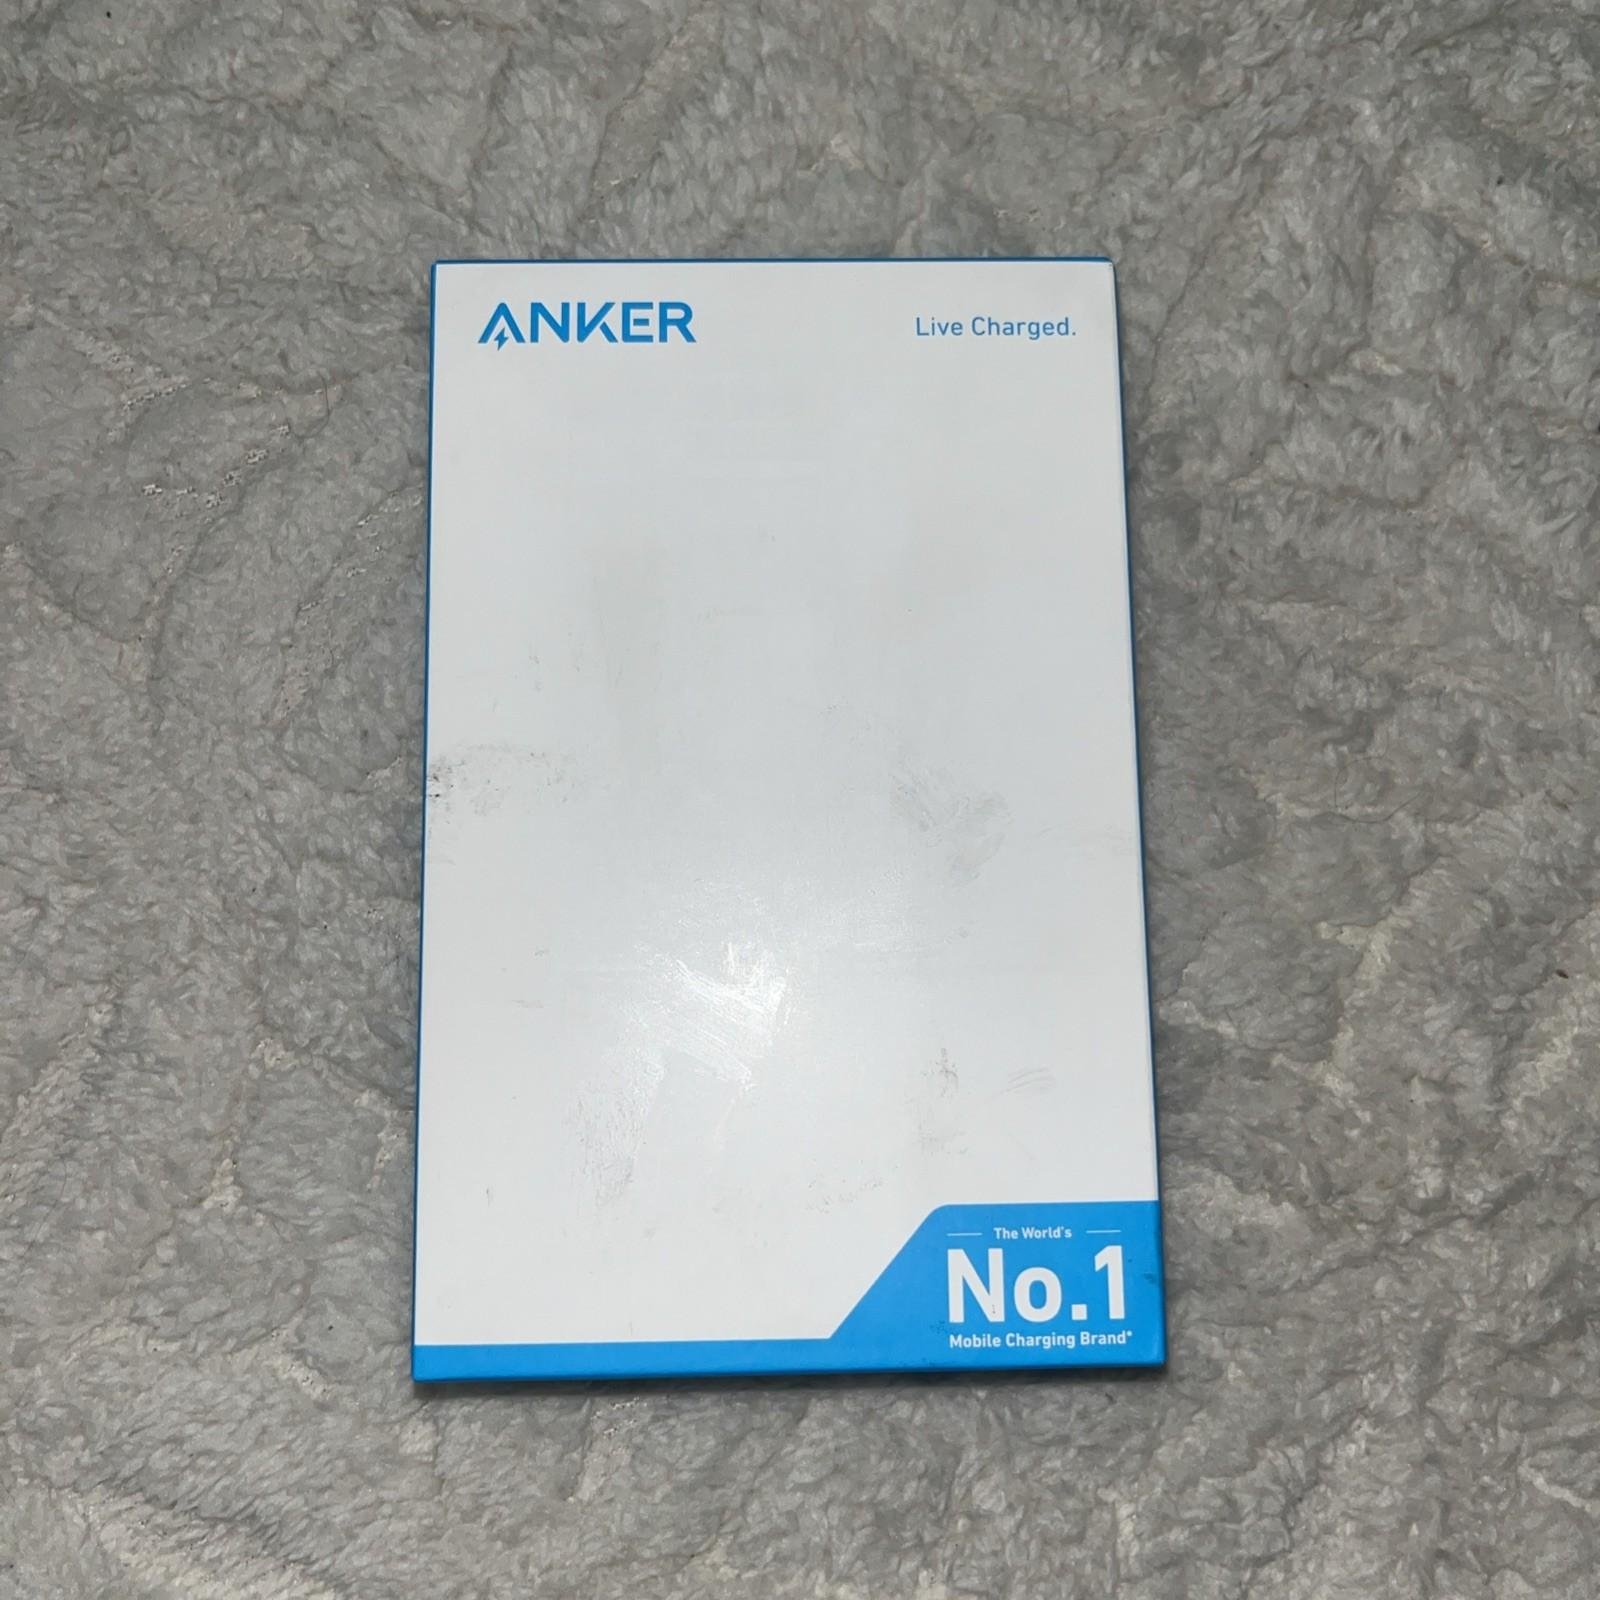 ANKER
Live Charged.
The World's
No.1
Mobile Charging Brand*